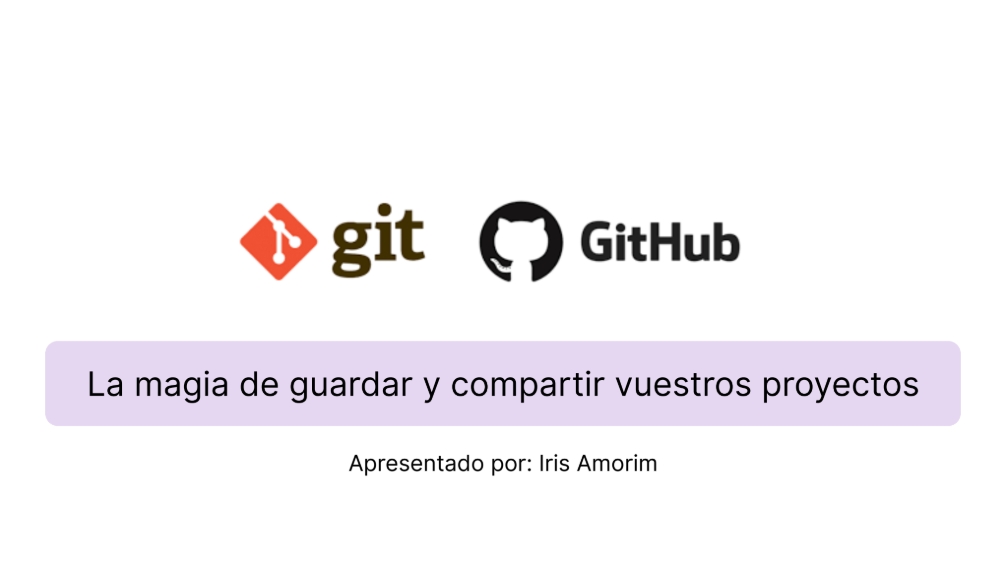 git GitHub
La magia de guardar y compartir vuestros proyectos
Apresentado por: Iris Amorim